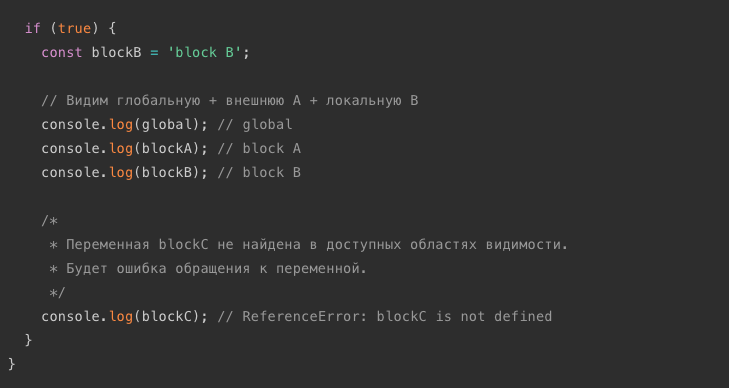 if (true) {
const blockB = 'block B';
// Видим глобальную + внешнюю A + локальную B
console.log(global); // global
console.log(blockA); // block A
console.log(blockB); // block B
/*
* Переменная blockC не найдена в доступных областях видимости.
* Будет ошибка обращения к переменной.
*/
console.log(blockC); // ReferenceError: blockC is not defined
}
}